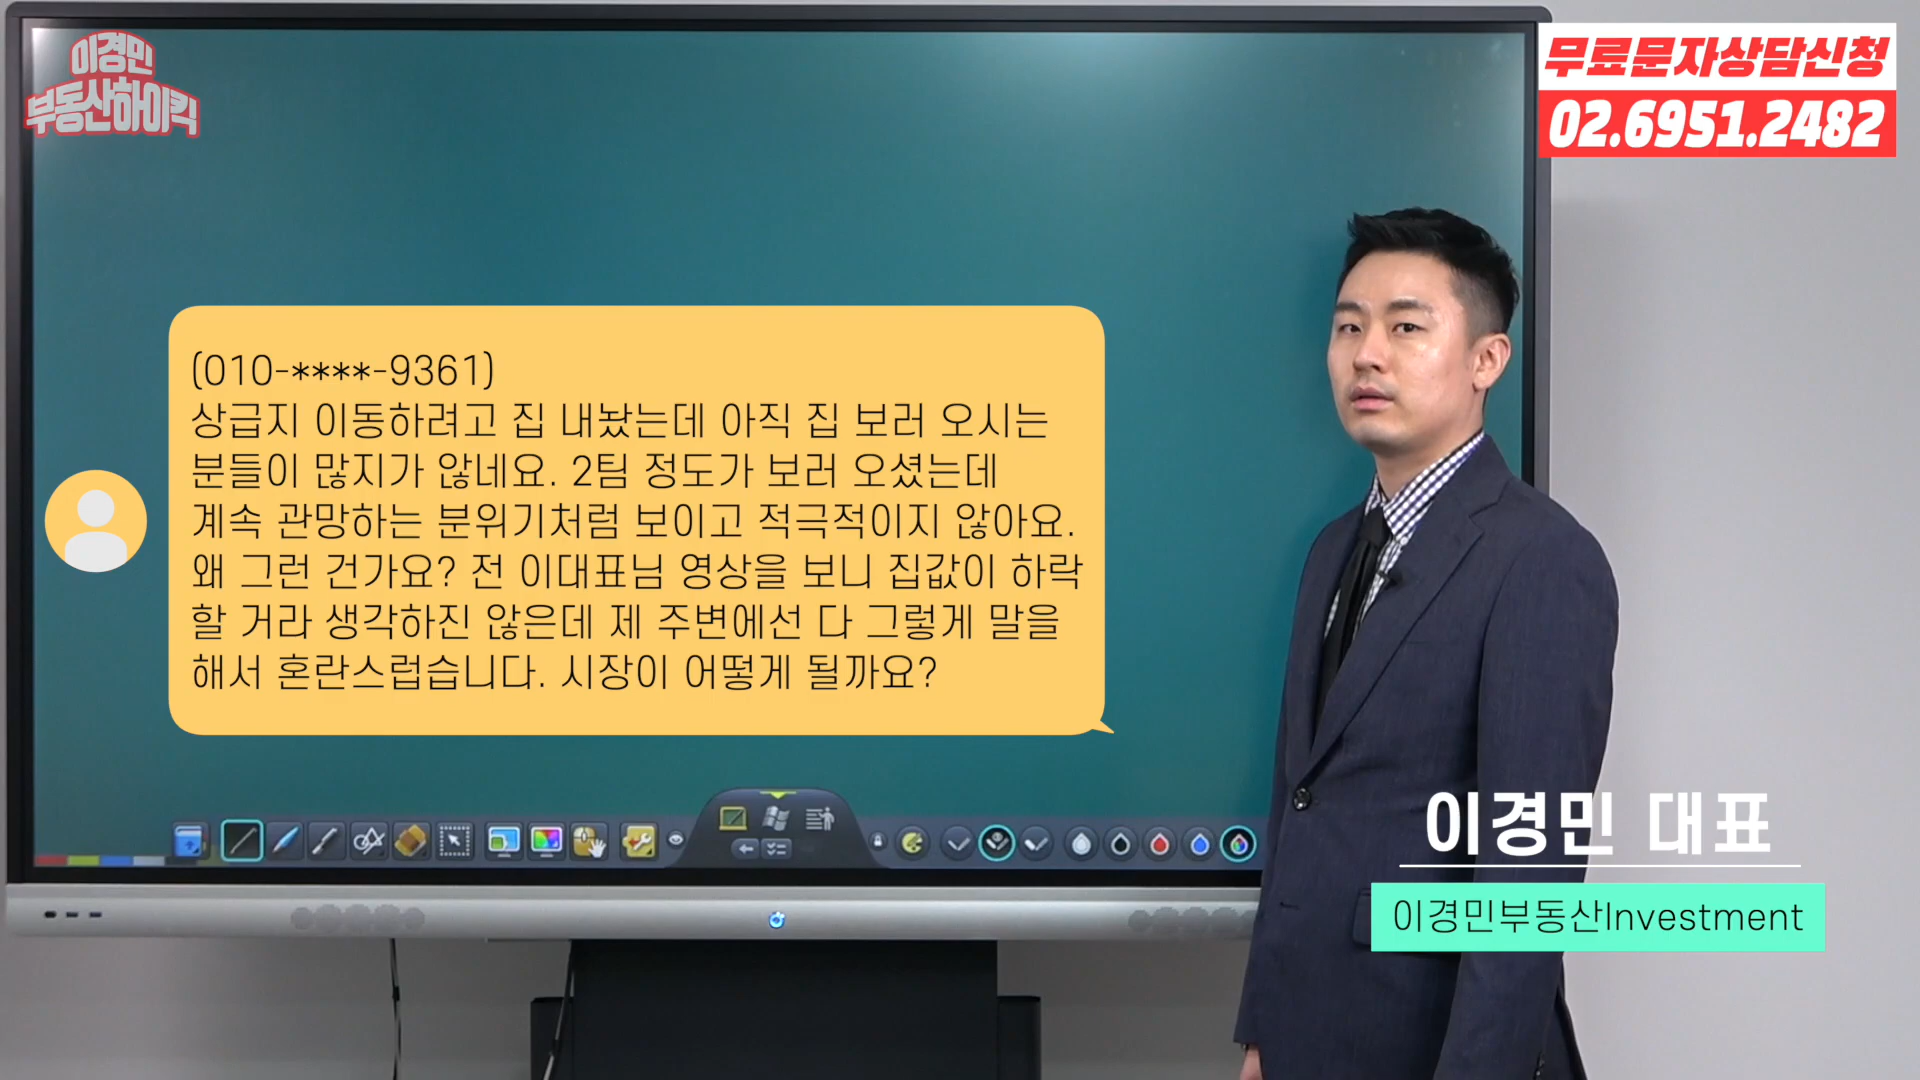 이경민
부동산하이킥
무료문자상담신청
02.6951.2482
(010-****-9361)
상급지 이동하려고 집 내놨는데 아직 집 보러 오시는
분들이 많지가 않네요. 2팀 정도가 보러 오셨는데
계속 관망하는 분위기처럼 보이고 적극적이지 않아요.
왜 그런 건가요? 전 이대표님 영상을 보니 집값이 하락
할 거라 생각하진 않은데 제 주변에선 다 그렇게 말을
해서 혼란스럽습니다. 시장이 어떻게 될까요?
이경민 대표
이경민부동산Investment